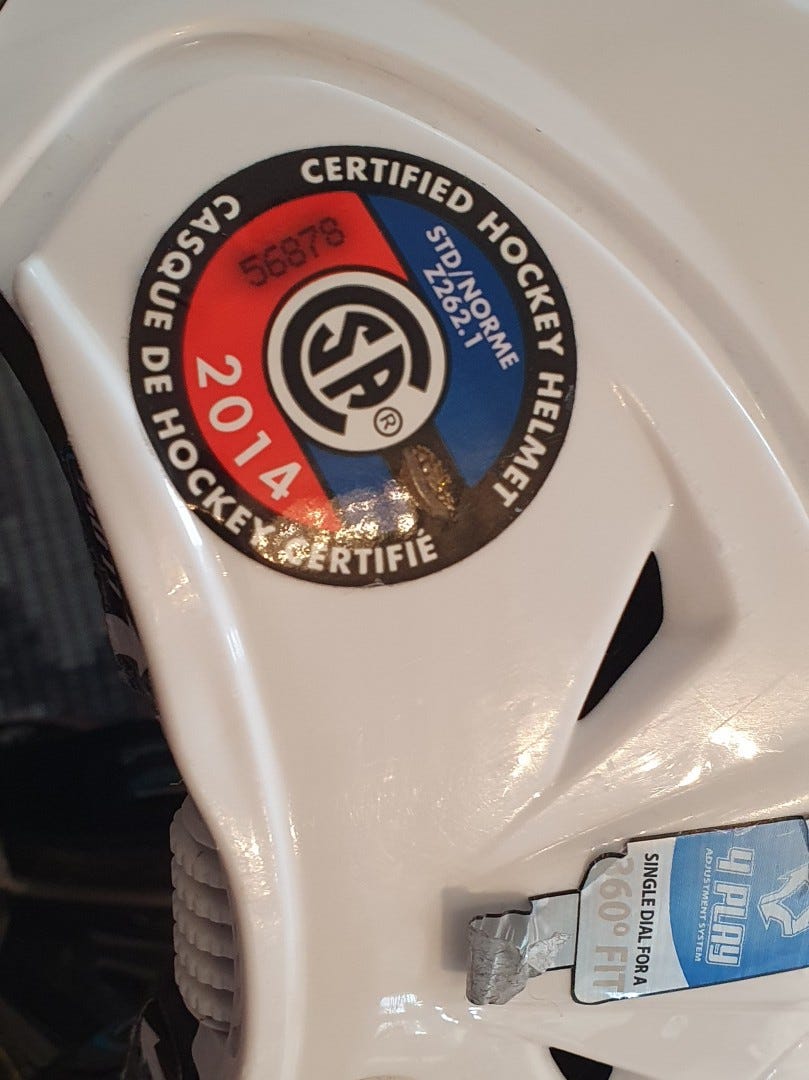 CERTIFIED HOCKEY HELMET
CASQUE DE HOCKEY CERTIFIÉ
56878
STD/NORME
Z262.1
CSA®
2014
4 PLAY
ADJUSTMENT SYSTEM
SINGLE DIAL FOR A
360° FIT